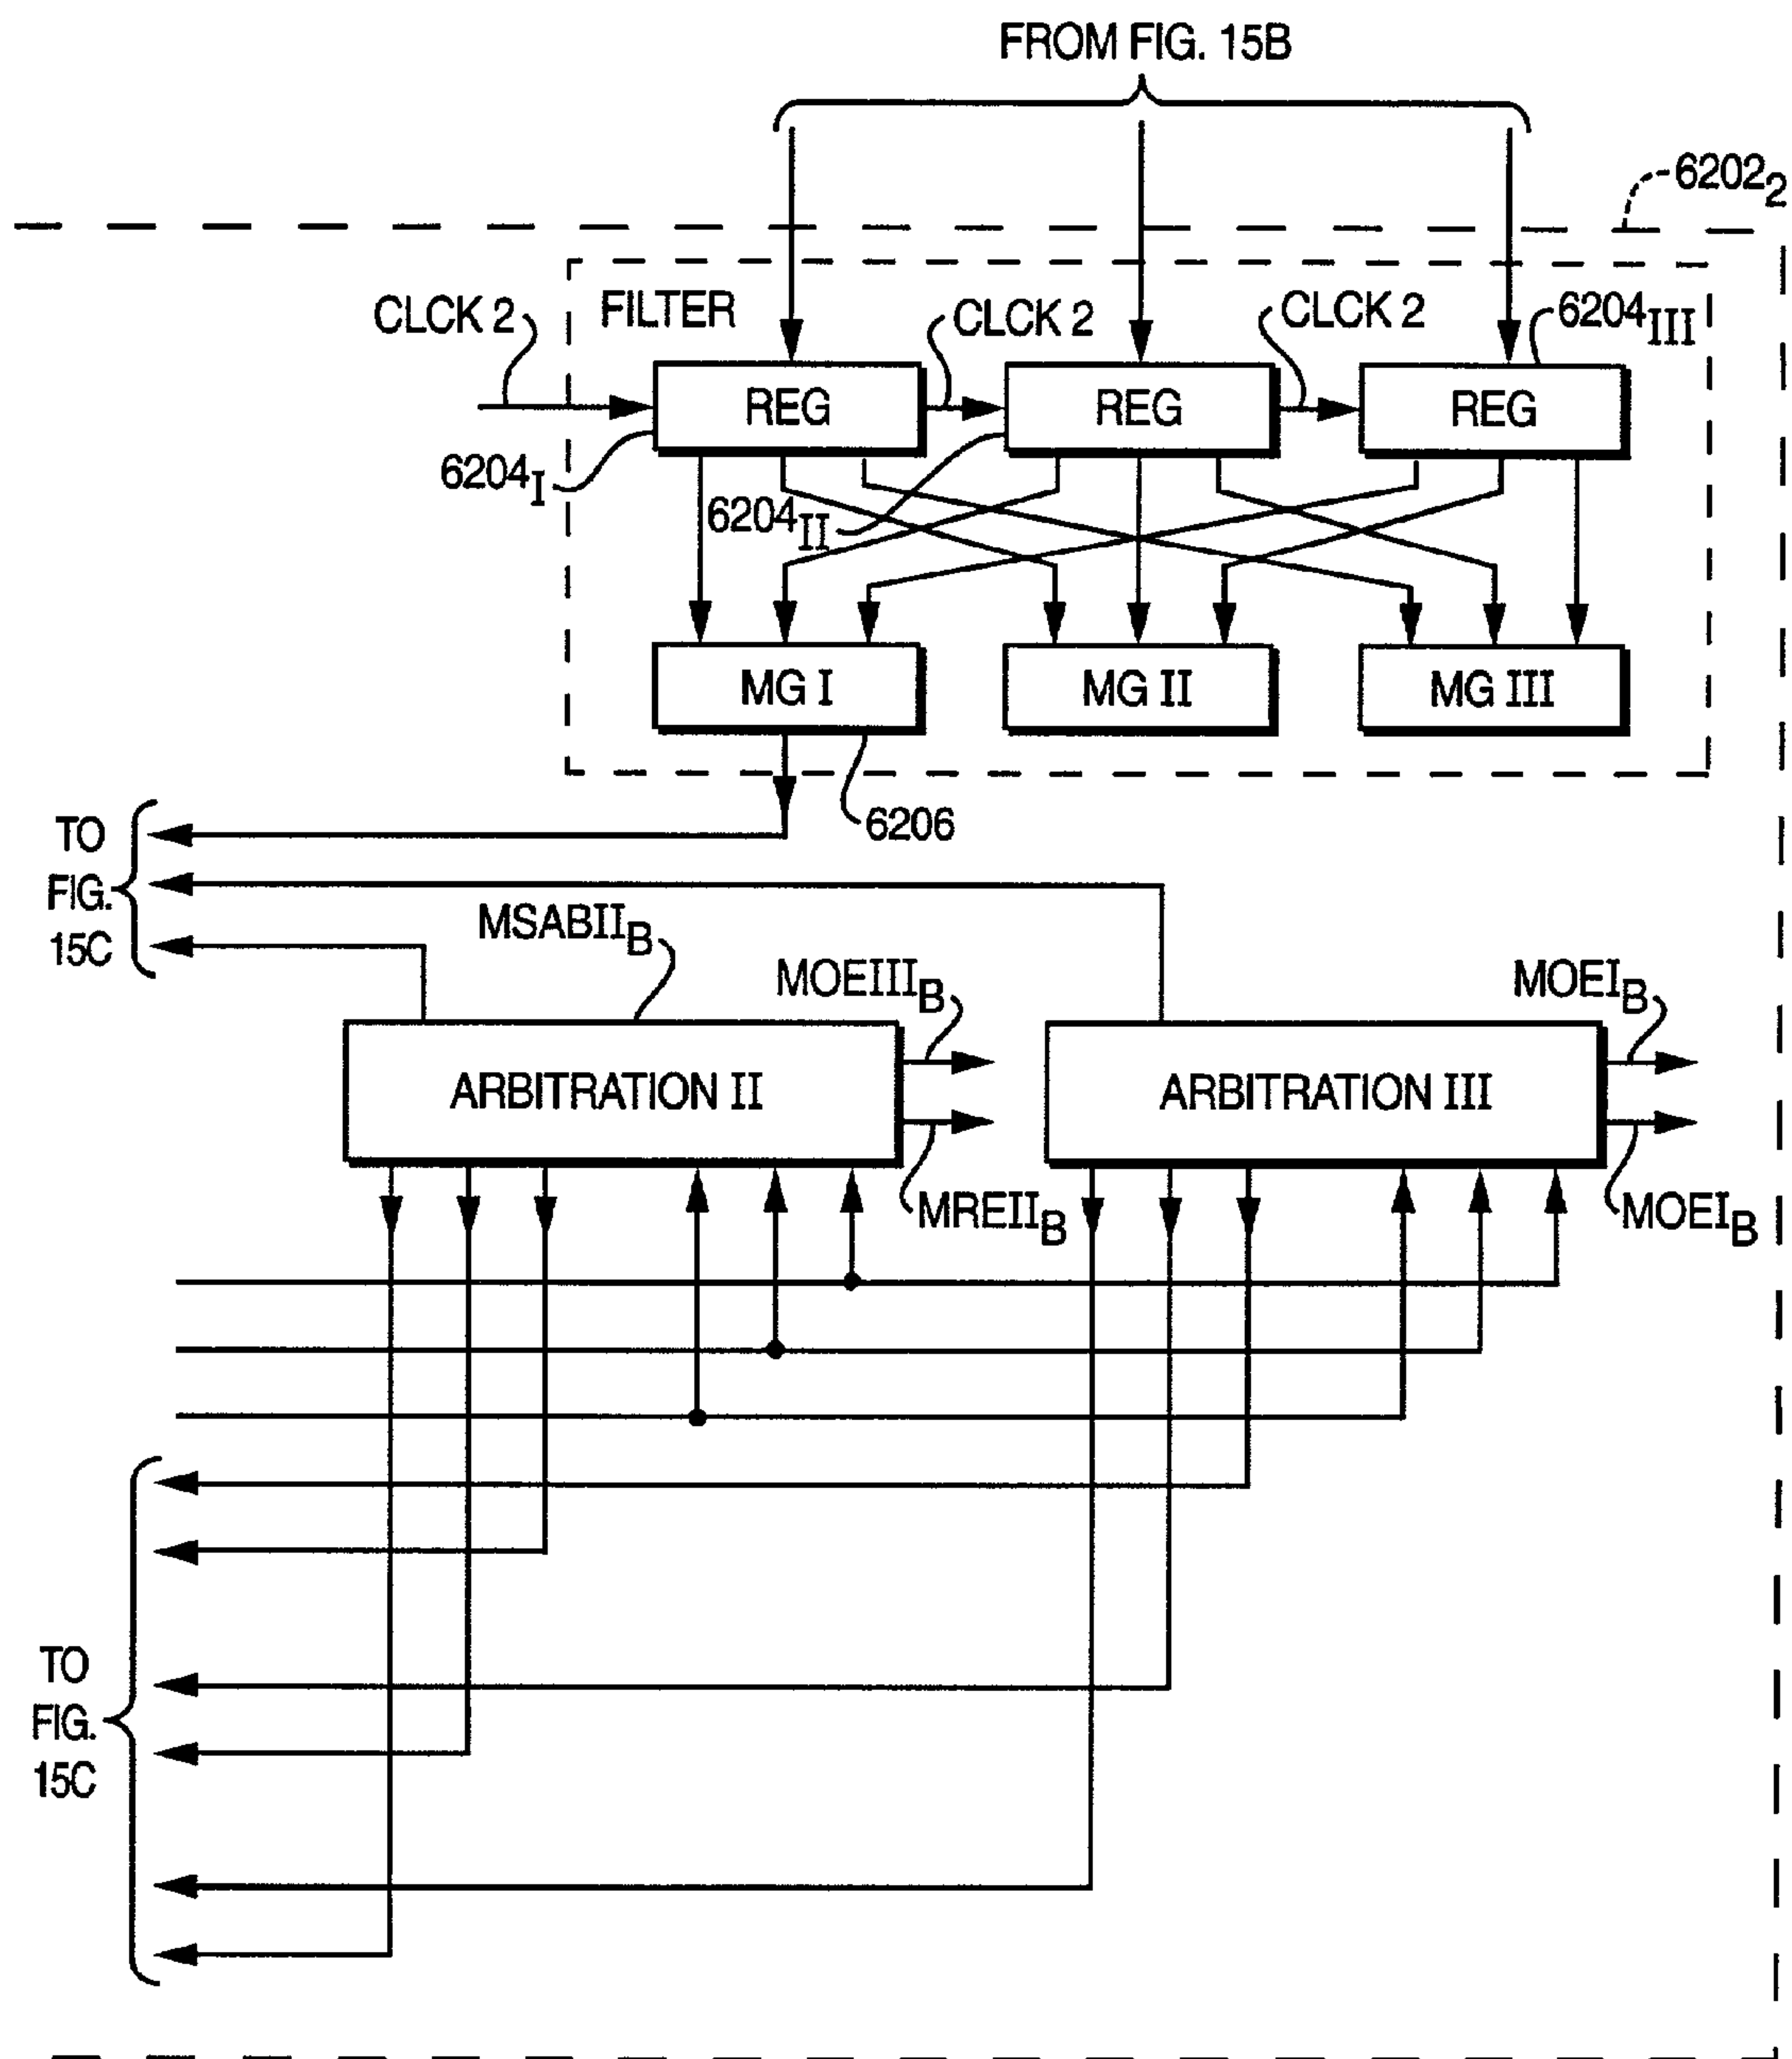 FROM FIG. 15B
6202₂
FILTER
CLCK 2
CLCK 2
CLCK 2
6204III
REG
REG
REG
6204I
6204II
MG I
MG II
MG III
6206
TO
FIG.
15C
MSABIIB
MOEIIIB
MOEIB
ARBITRATION II
ARBITRATION III
MREIIB
MOEIB
TO
FIG.
15C